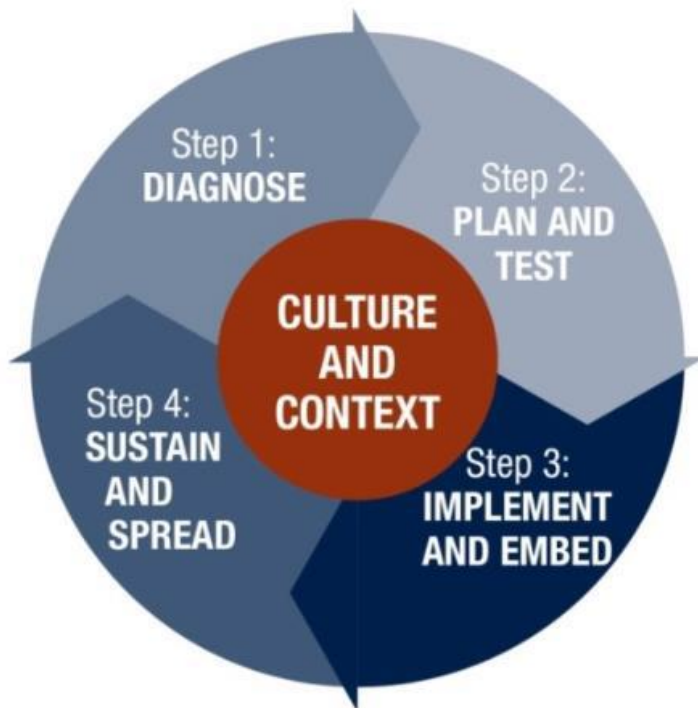 Step 1:
DIAGNOSE
Step 2:
PLAN AND
TEST
CULTURE
AND
CONTEXT
Step 3:
IMPLEMENT
AND EMBED
Step 4:
SUSTAIN
AND
SPREAD